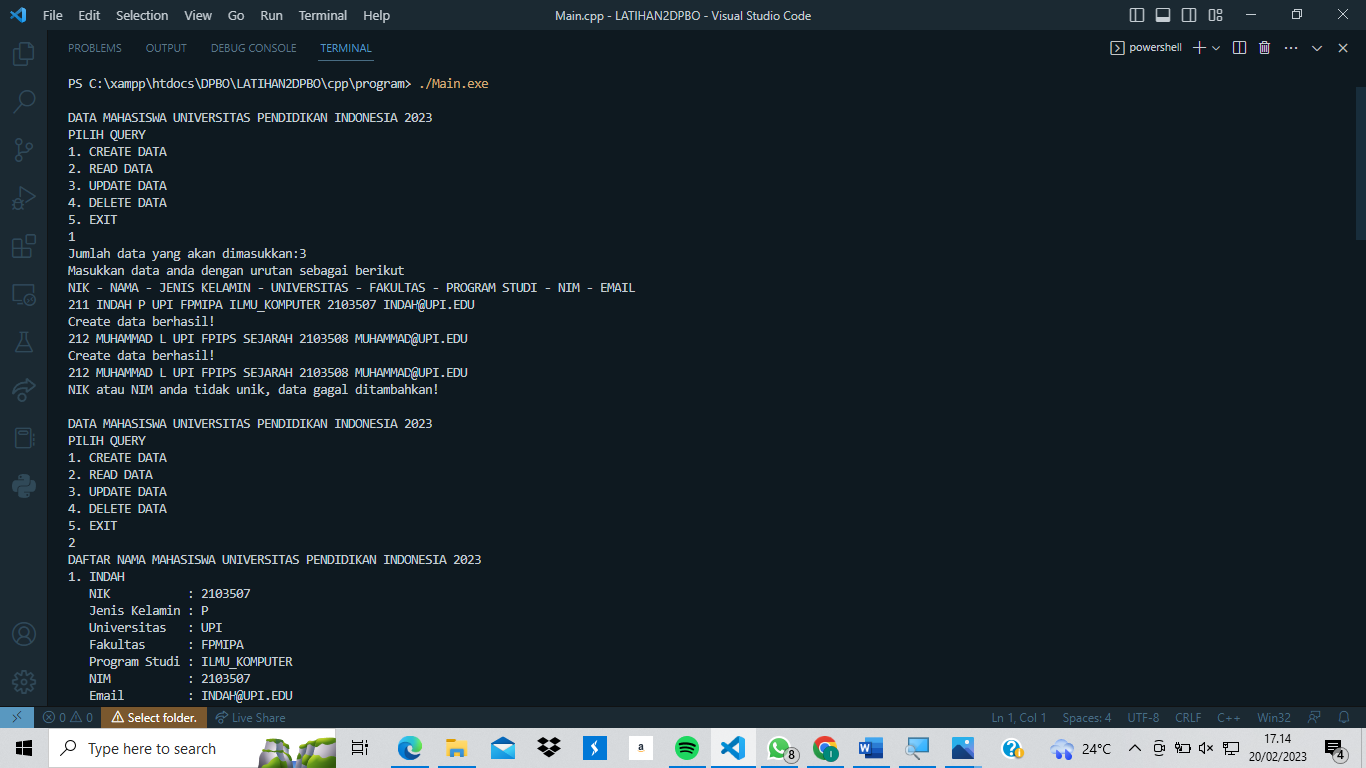 File Edit Selection View Go Run Terminal Help Main.cpp - LATIHAN2DPBO - Visual Studio Code
PROBLEMS OUTPUT DEBUG CONSOLE TERMINAL powershell
PS C:\xampp\htdocs\DPBO\LATIHAN2DPBO\cpp\program> ./Main.exe
DATA MAHASISWA UNIVERSITAS PENDIDIKAN INDONESIA 2023
PILIH QUERY
1. CREATE DATA
2. READ DATA
3. UPDATE DATA
4. DELETE DATA
5. EXIT
1
Jumlah data yang akan dimasukkan:3
Masukkan data anda dengan urutan sebagai berikut
NIK - NAMA - JENIS KELAMIN - UNIVERSITAS - FAKULTAS - PROGRAM STUDI - NIM - EMAIL
211 INDAH P UPI FPMIPA ILMU_KOMPUTER 2103507 INDAH@UPI.EDU
Create data berhasil!
212 MUHAMMAD L UPI FPIPS SEJARAH 2103508 MUHAMMAD@UPI.EDU
Create data berhasil!
212 MUHAMMAD L UPI FPIPS SEJARAH 2103508 MUHAMMAD@UPI.EDU
NIK atau NIM anda tidak unik, data gagal ditambahkan!
DATA MAHASISWA UNIVERSITAS PENDIDIKAN INDONESIA 2023
PILIH QUERY
1. CREATE DATA
2. READ DATA
3. UPDATE DATA
4. DELETE DATA
5. EXIT
2
DAFTAR NAMA MAHASISWA UNIVERSITAS PENDIDIKAN INDONESIA 2023
1. INDAH
NIK : 2103507
Jenis Kelamin : P
Universitas : UPI
Fakultas : FPMIPA
Program Studi : ILMU_KOMPUTER
NIM : 2103507
Email : INDAH@UPI.EDU
0 0 Select folder. Live Share Ln 1, Col 1 Spaces: 4 UTF-8 CRLF C++ Win32
Type here to search a 8 I 24°C 17.14
20/02/2023 4